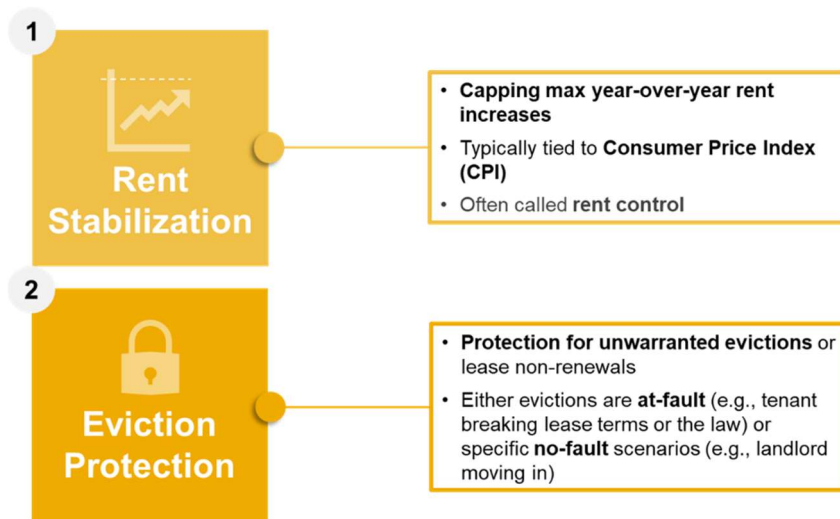 1
Rent
Stabilization
• Capping max year-over-year rent
increases
• Typically tied to Consumer Price Index
(CPI)
• Often called rent control
2
Eviction
Protection
• Protection for unwarranted evictions or
lease non-renewals
• Either evictions are at-fault (e.g., tenant
breaking lease terms or the law) or
specific no-fault scenarios (e.g., landlord
moving in)